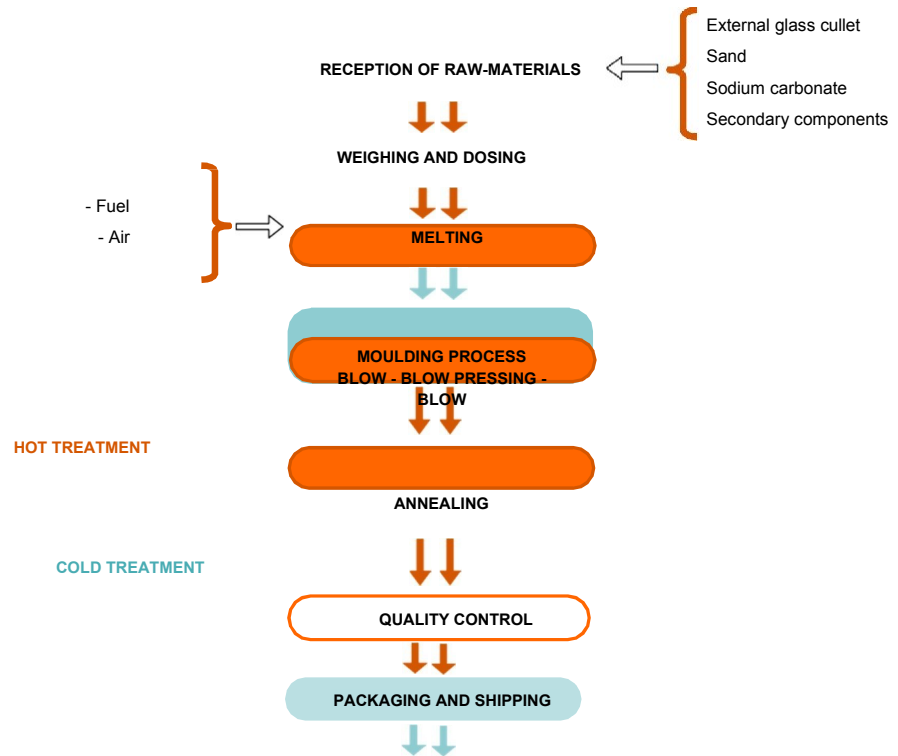 External glass cullet
Sand
RECEPTION OF RAW-MATERIALS
Sodium carbonate
Secondary components
WEIGHING AND DOSING
- Fuel
- Air
MELTING
MOULDING PROCESS
BLOW - BLOW PRESSING -
BLOW
HOT TREATMENT
ANNEALING
COLD TREATMENT
QUALITY CONTROL
PACKAGING AND SHIPPING